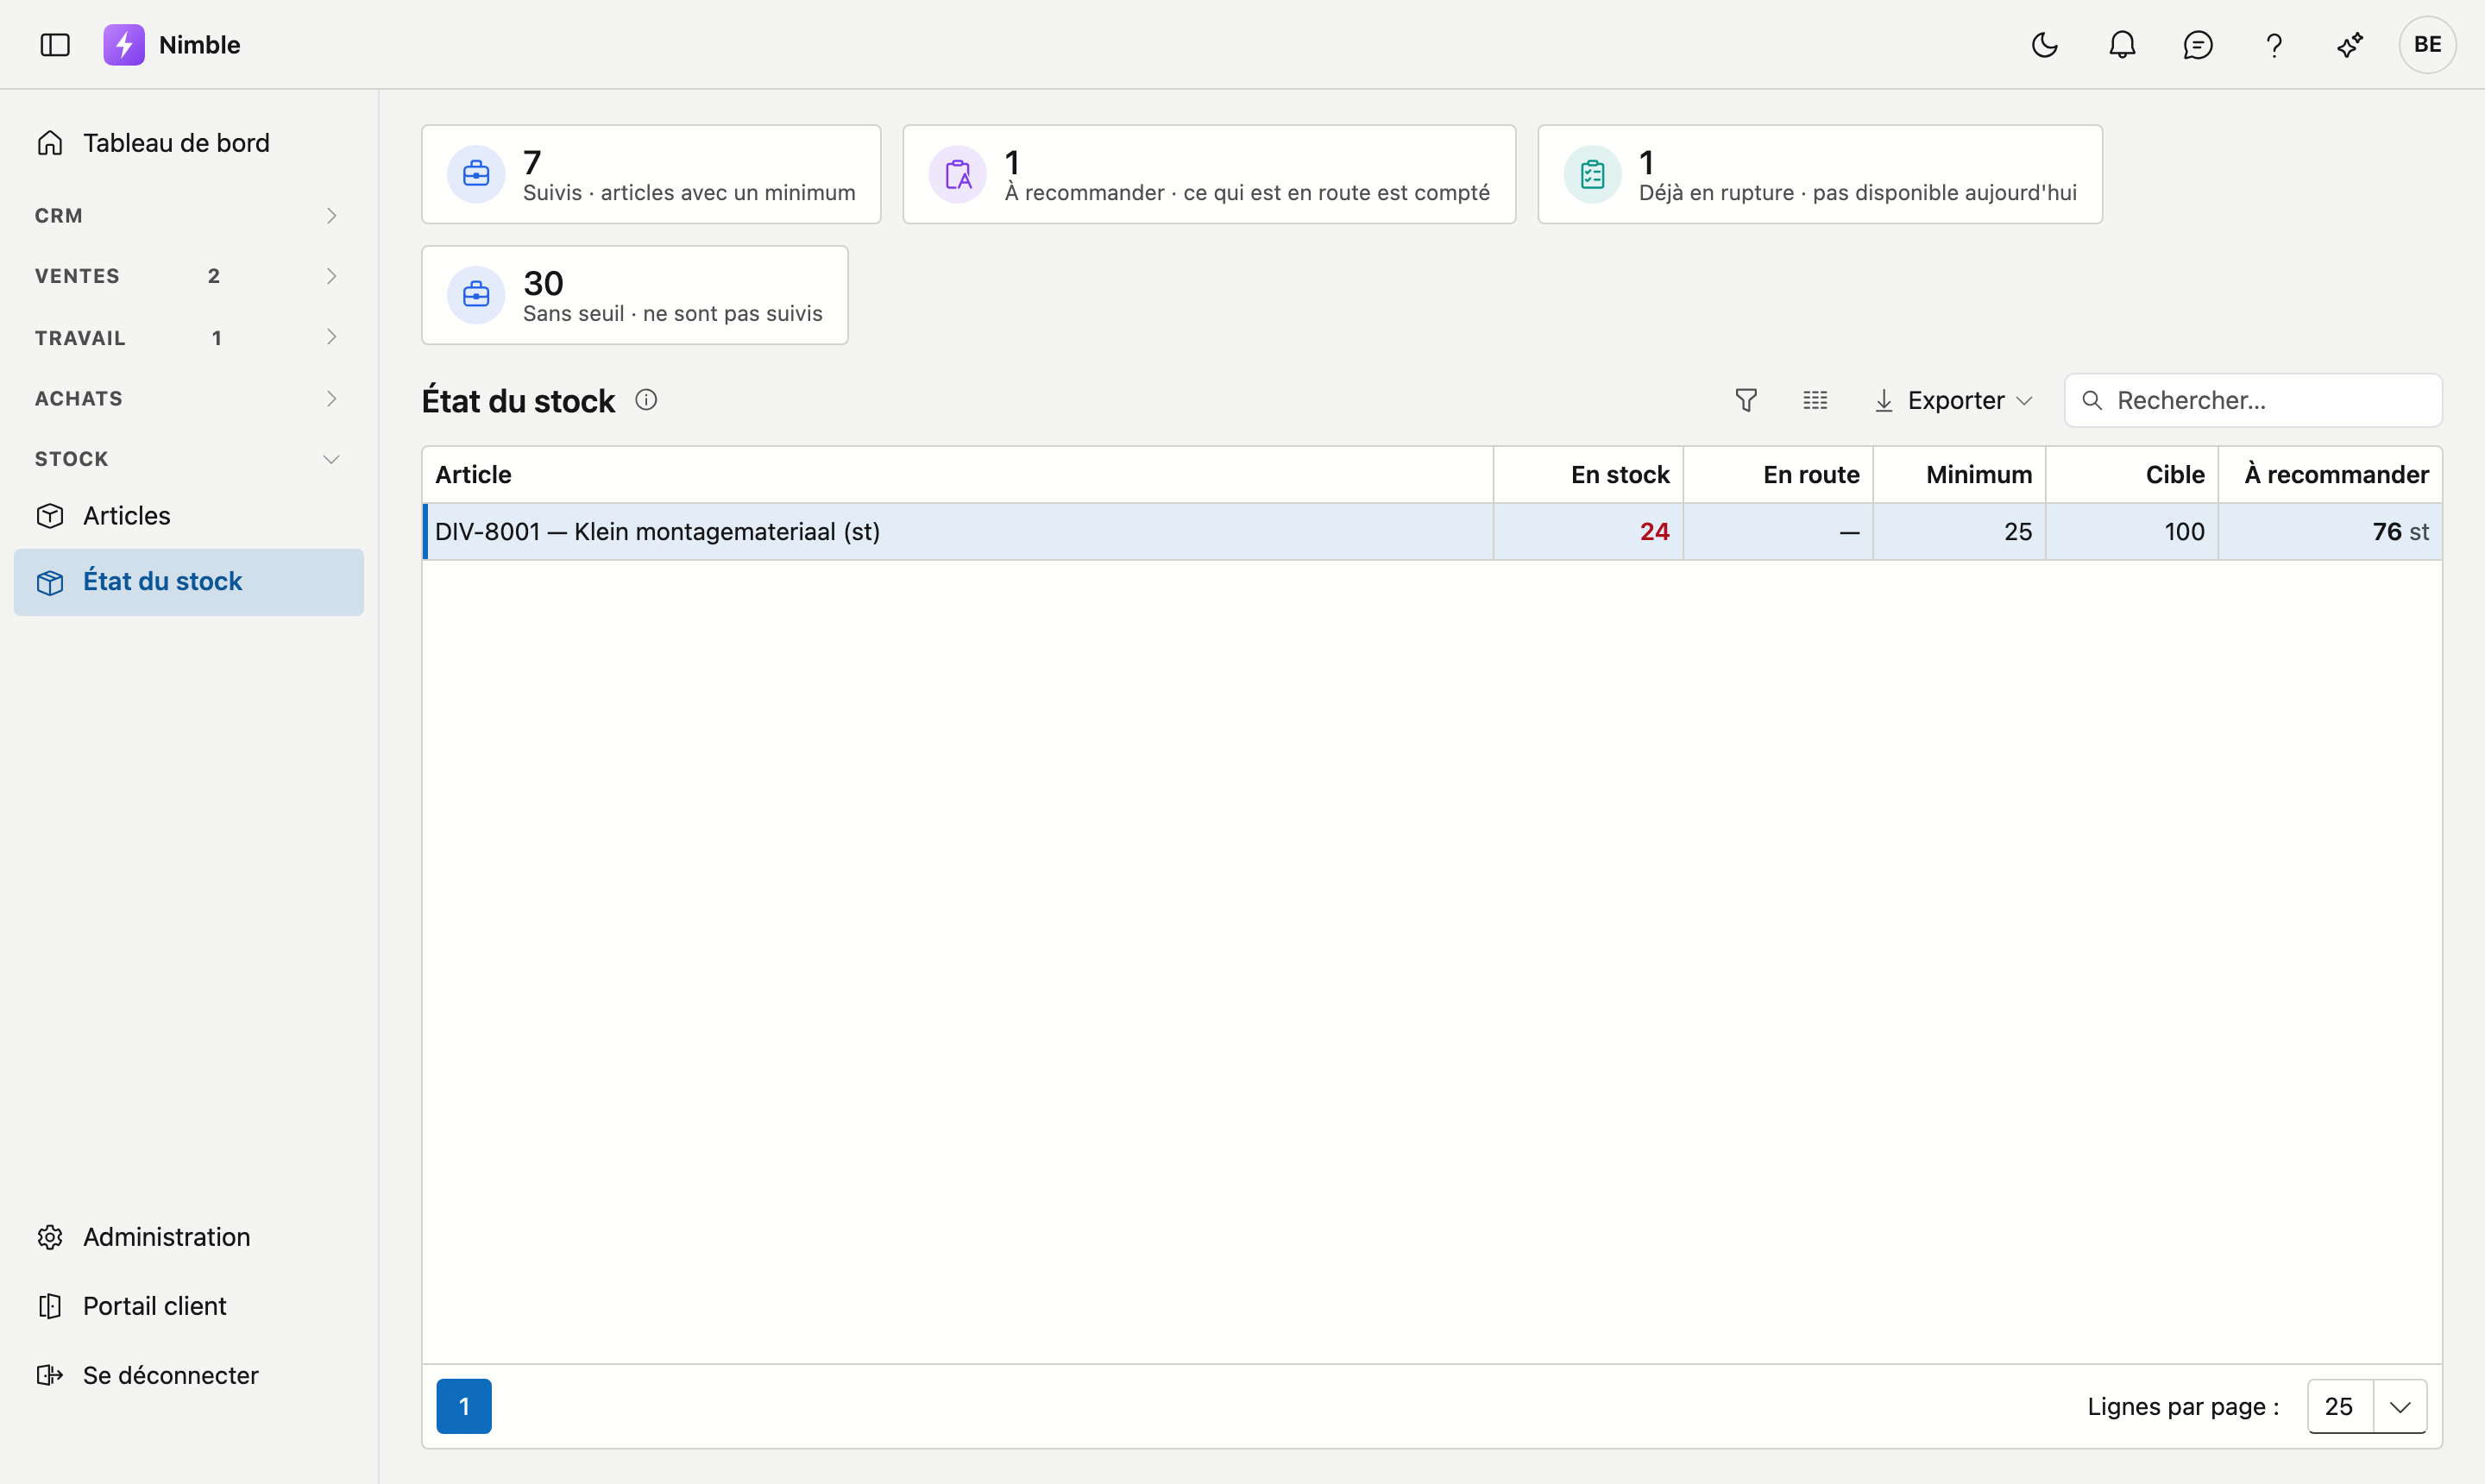 Nimble
BE
Tableau de bord
CRM
VENTES 2
TRAVAIL 1
ACHATS
STOCK
Articles
État du stock
Administration
Portail client
Se déconnecter
7
Suivis · articles avec un minimum
1
À recommander · ce qui est en route est compté
1
Déjà en rupture · pas disponible aujourd'hui
30
Sans seuil · ne sont pas suivis
État du stock
Exporter
Rechercher...
Article En stock En route Minimum Cible À recommander
DIV-8001 — Klein montagemateriaal (st) 24 — 25 100 76 st
1
Lignes par page : 25